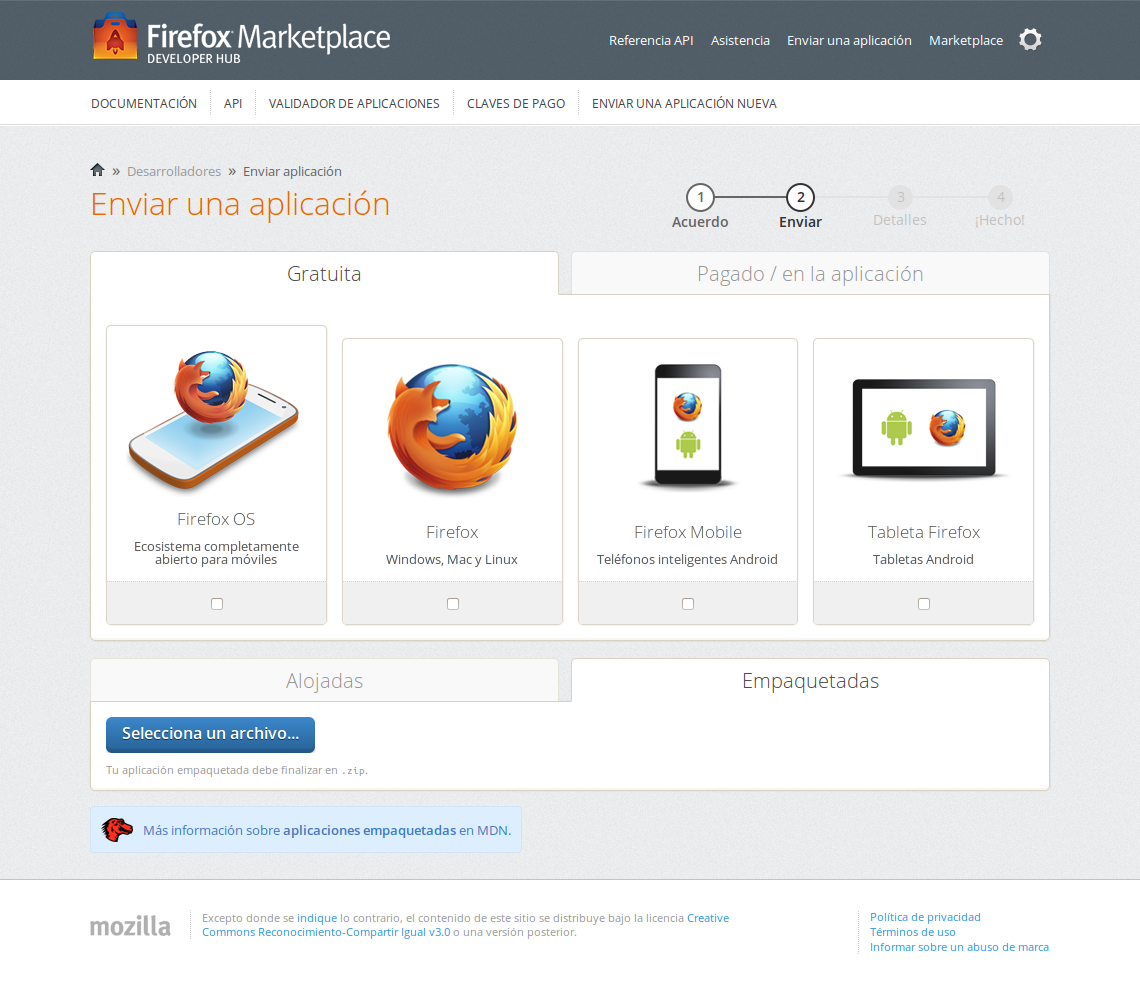 Firefox Marketplace
DEVELOPER HUB
Referencia API Asistencia Enviar una aplicación Marketplace
DOCUMENTACIÓN API VALIDADOR DE APLICACIONES CLAVES DE PAGO ENVIAR UNA APLICACIÓN NUEVA
» Desarrolladores » Enviar aplicación
Enviar una aplicación
1 2 3 4
Acuerdo Enviar Detalles ¡Hecho!
Gratuita Pagado / en la aplicación
Firefox OS
Ecosistema completamente
abierto para móviles
Firefox
Windows, Mac y Linux
Firefox Mobile
Teléfonos inteligentes Android
Tableta Firefox
Tabletas Android
Alojadas Empaquetadas
Selecciona un archivo...
Tu aplicación empaquetada debe finalizar en .zip.
Más información sobre aplicaciones empaquetadas en MDN.
mozilla
Excepto donde se indique lo contrario, el contenido de este sitio se distribuye bajo la licencia Creative
Commons Reconocimiento-Compartir Igual v3.0 o una versión posterior.
Política de privacidad
Términos de uso
Informar sobre un abuso de marca